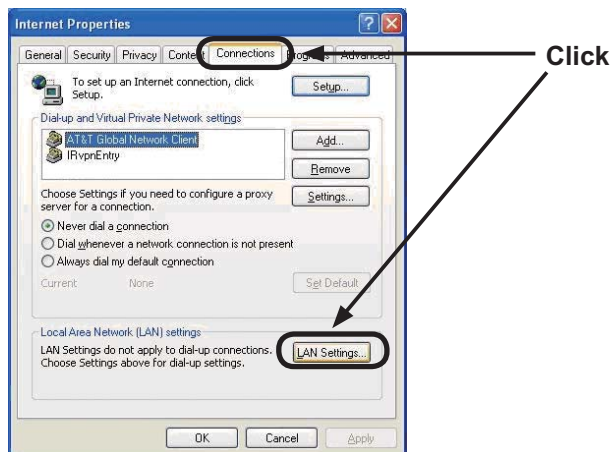 Internet Properties
General Security Privacy Content Connections Programs Advanced
Click
To set up an Internet connection, click
Setup.
Setup...
Dial-up and Virtual Private Network settings
AT&T Global Network Client
IRvpnEntry
Add...
Remove
Choose Settings if you need to configure a proxy
server for a connection.
Settings...
Never dial a connection
Dial whenever a network connection is not present
Always dial my default connection
Current None
Set Default
Local Area Network (LAN) settings
LAN Settings do not apply to dial-up connections.
Choose Settings above for dial-up settings.
LAN Settings...
OK Cancel Apply